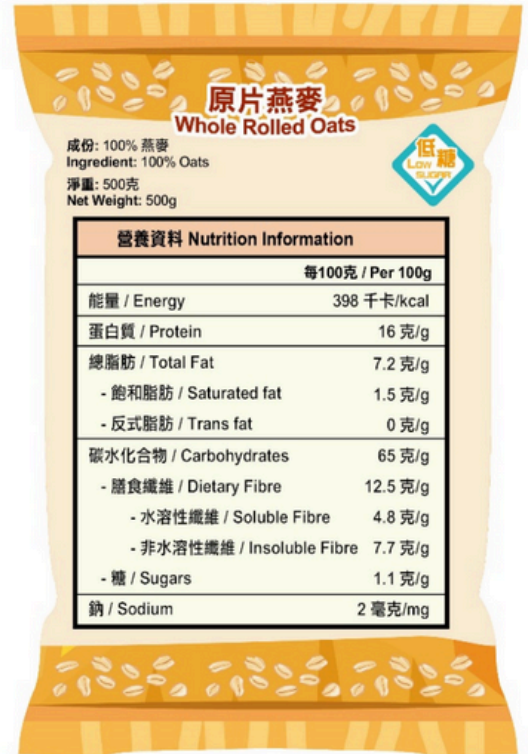 原片燕麥
Whole Rolled Oats
成份: 100% 燕麥
Ingredient: 100% Oats
淨重: 500克
Net Weight: 500g
低糖
LOW
SUGAR
營養資料 Nutrition Information
每100克 / Per 100g
能量 / Energy 398 千卡/kcal
蛋白質 / Protein 16 克/g
總脂肪 / Total Fat 7.2 克/g
- 飽和脂肪 / Saturated fat 1.5 克/g
- 反式脂肪 / Trans fat 0 克/g
碳水化合物 / Carbohydrates 65 克/g
- 膳食纖維 / Dietary Fibre 12.5 克/g
- 水溶性纖維 / Soluble Fibre 4.8 克/g
- 非水溶性纖維 / Insoluble Fibre 7.7 克/g
- 糖 / Sugars 1.1 克/g
鈉 / Sodium 2 毫克/mg